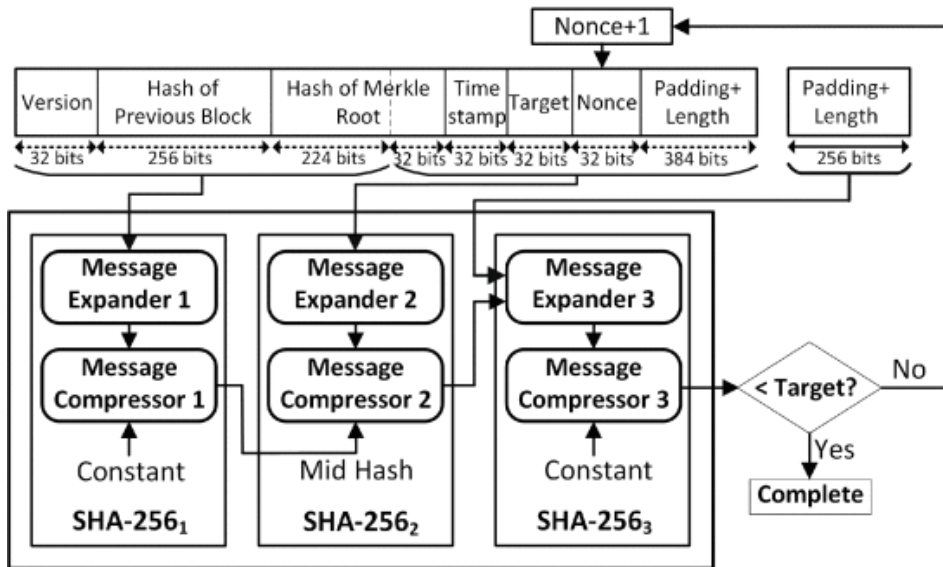 Nonce+1
Version
Hash of
Previous Block
Hash of Merkle
Root
Time
stamp
Target
Nonce
Padding+
Length
Padding+
Length
32 bits
256 bits
224 bits
32 bits
32 bits
32 bits
32 bits
384 bits
256 bits
Message
Expander 1
Message
Expander 2
Message
Expander 3
Message
Compressor 1
Message
Compressor 2
Message
Compressor 3
< Target?
No
Yes
Constant
Mid Hash
Constant
Complete
SHA-256₁
SHA-256₂
SHA-256₃